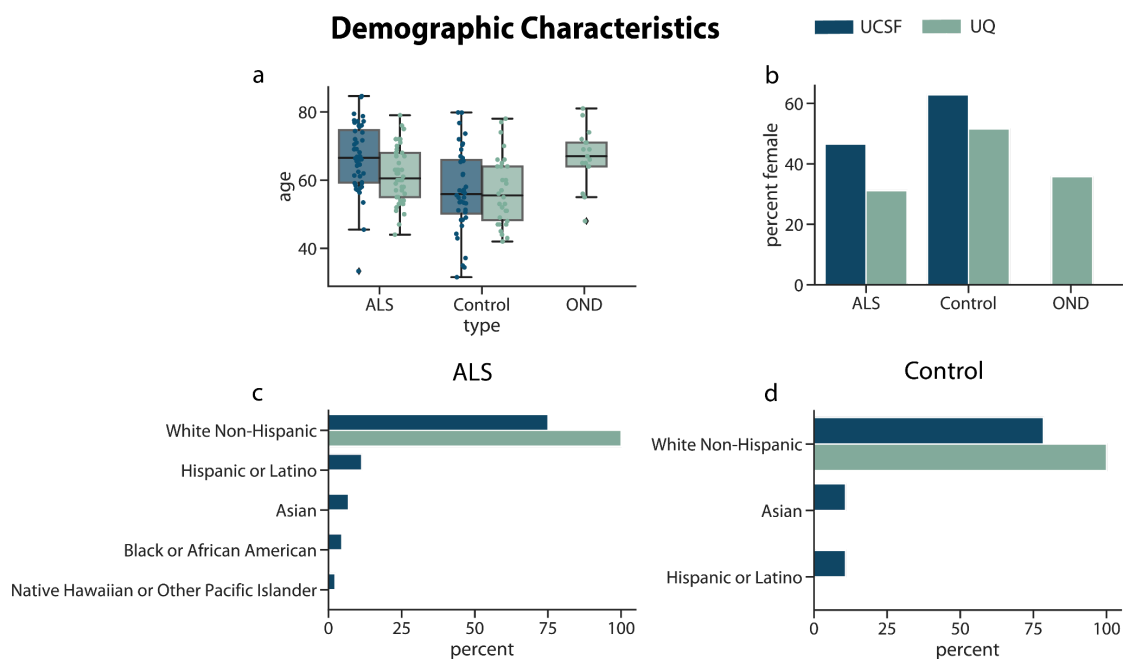 Demographic Characteristics
UCSF
UQ
a
age
80
60
40
ALS
Control
OND
type
b
percent female
60
40
20
0
ALS
Control
OND
ALS
c
White Non-Hispanic
Hispanic or Latino
Asian
Black or African American
Native Hawaiian or Other Pacific Islander
0
25
50
75
100
percent
Control
d
White Non-Hispanic
Asian
Hispanic or Latino
0
25
50
75
100
percent